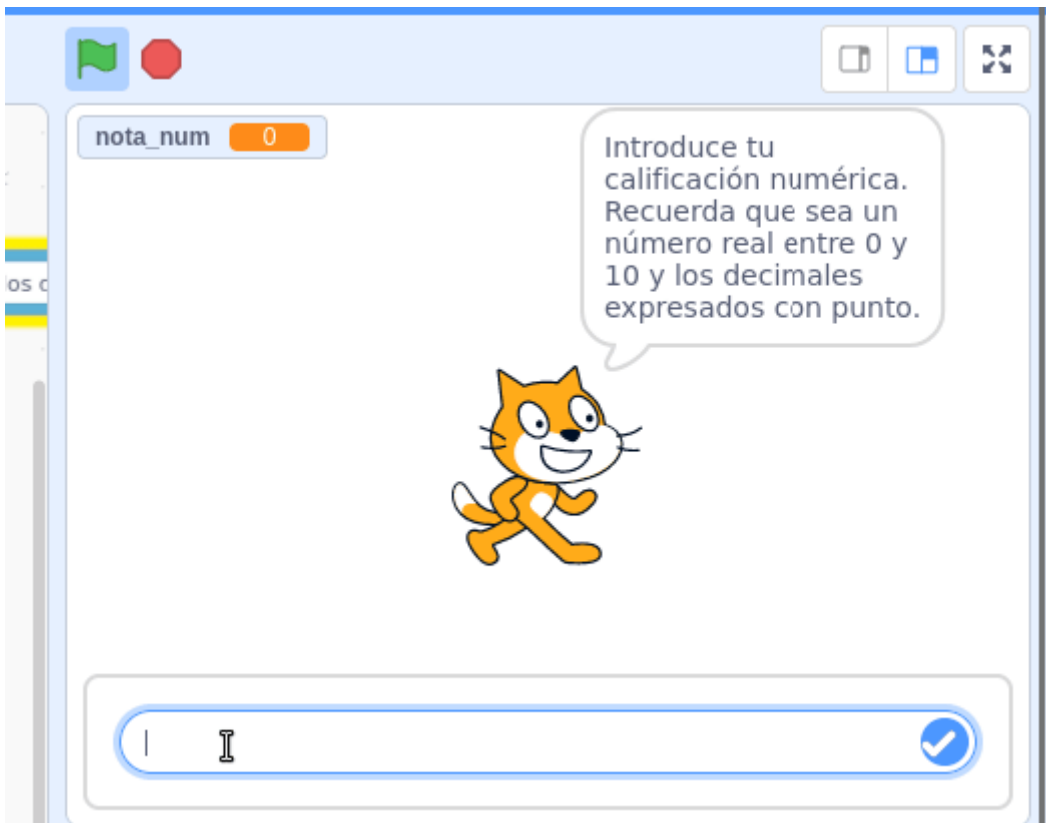 nota_num 0
Introduce tu
calificación numérica.
Recuerda que sea un
número real entre 0 y
10 y los decimales
expresados con punto.
os c